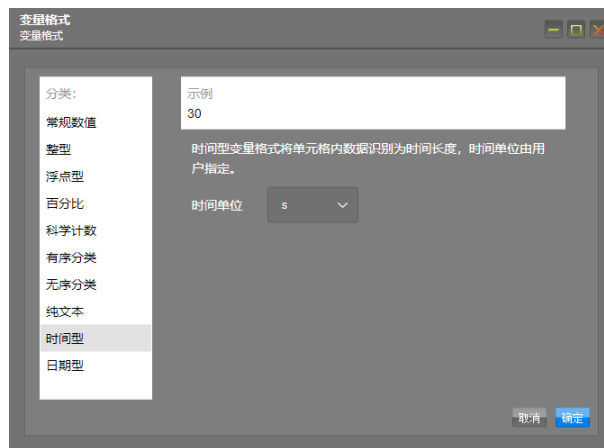 变量格式
变量格式
分类:
常规数值
整型
浮点型
百分比
科学计数
有序分类
无序分类
纯文本
时间型
日期型
示例
30
时间型变量格式将单元格内数据识别为时间长度，时间单位由用
户指定。
时间单位 s
取消 确定